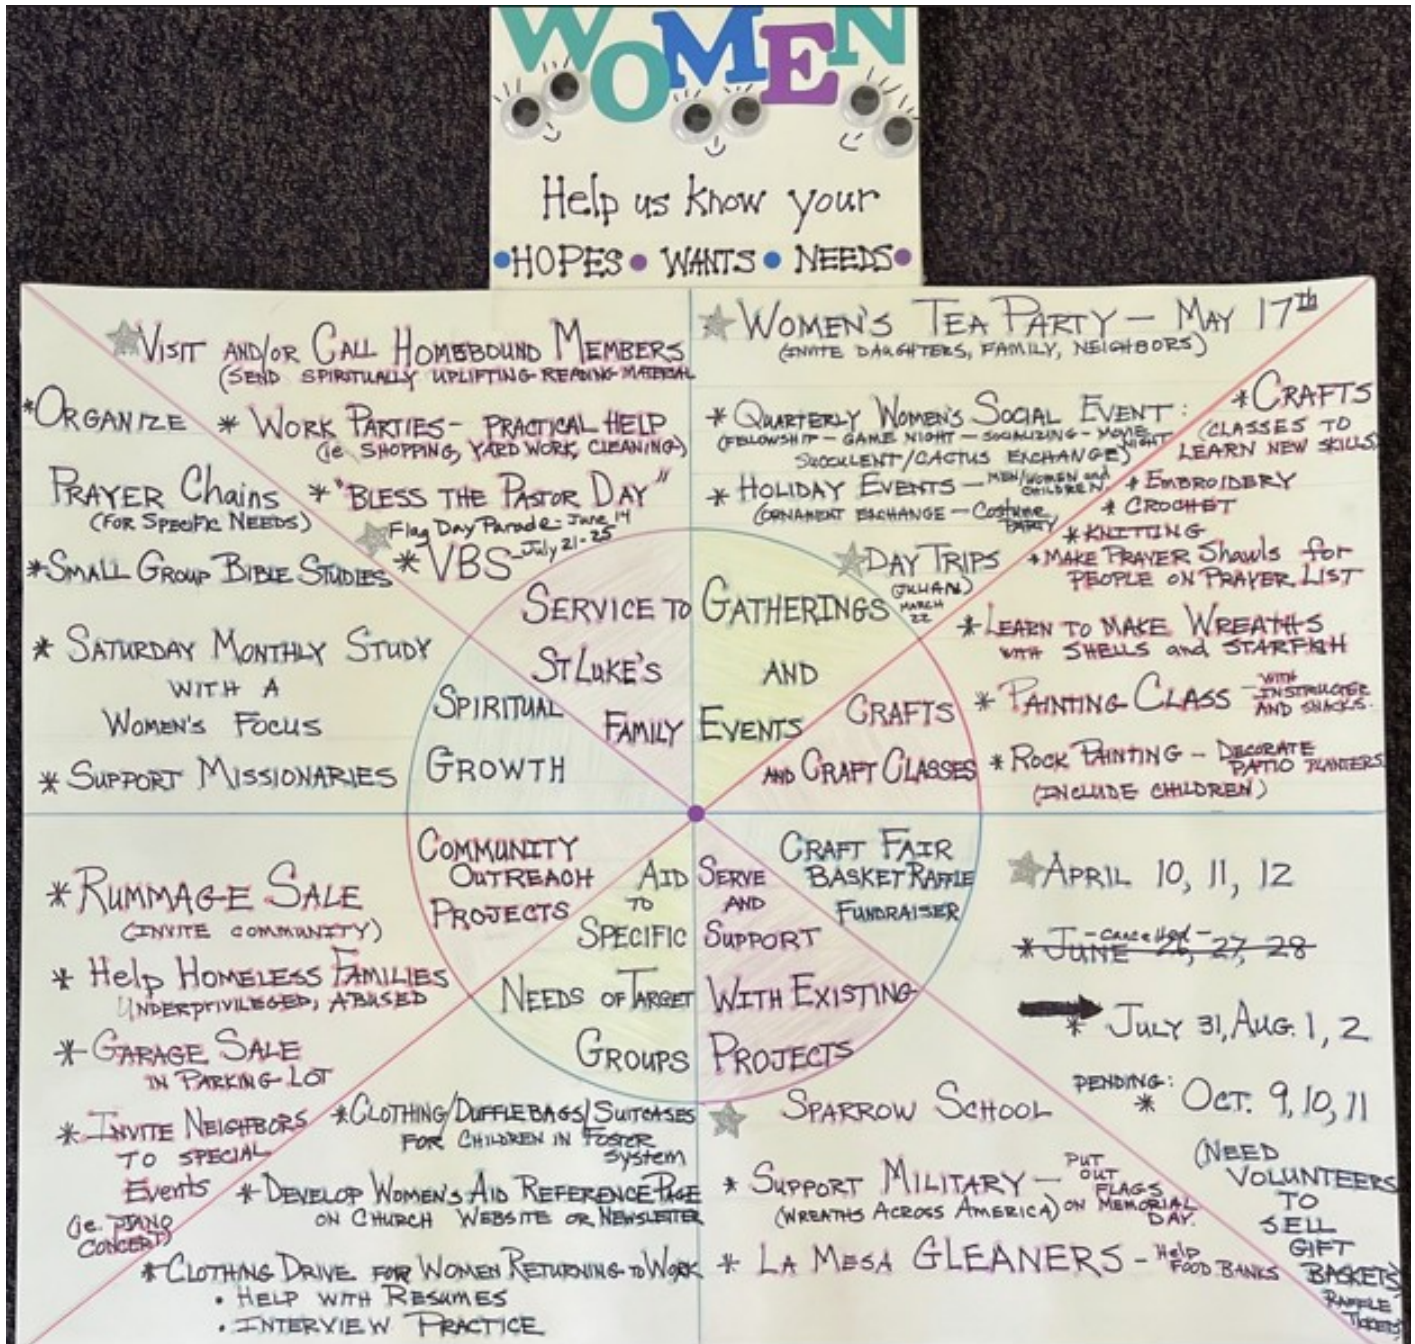 WOMEN
Help us know your
•HOPES • WANTS • NEEDS•
VISIT AND/OR CALL HOMEBOUND MEMBERS
(SEND SPIRITUALLY UPLIFTING READING MATERIAL
* WORK PARTIES - PRACTICAL HELP
(ie SHOPPING, YARD WORK, CLEANING)
* "BLESS THE PASTOR DAY"
Flag Day Parade - June 14
* VBS - July 21-25
SERVICE TO
ST LUKE'S
FAMILY
WOMEN'S TEA PARTY - MAY 17th
(INVITE DAUGHTERS, FAMILY, NEIGHBORS)
* QUARTERLY WOMEN'S SOCIAL EVENT:
(FELLOWSHIP - GAME NIGHT - SOCIALIZING - MOVIE NIGHT
SUCCULENT/CACTUS EXCHANGE)
* HOLIDAY EVENTS - MEN/WOMEN and CHILDREN
(ORNAMENT EXCHANGE - Costume PARTY
DAY TRIPS
(JULIAN)
MARCH
22
GATHERINGS
AND
EVENTS
* CRAFTS
(CLASSES TO
LEARN NEW SKILLS)
* EMBROIDERY
* CROCHET
* KNITTING
* MAKE PRAYER Shawls for
PEOPLE ON PRAYER LIST
* LEARN TO MAKE WREATHS
with SHELLS and STARFISH
* PAINTING CLASS - WITH INSTRUCTER AND SNACKS.
* ROCK PAINTING - DECORATE PATIO PLANTERS
(INCLUDE CHILDREN)
CRAFTS
AND CRAFT CLASSES
* ORGANIZE
PRAYER Chains
(FOR SPECIFIC NEEDS)
* SMALL GROUP BIBLE STUDIES
* SATURDAY MONTHLY STUDY
WITH A
WOMEN'S FOCUS
* SUPPORT MISSIONARIES
SPIRITUAL
GROWTH
COMMUNITY
OUTREACH
PROJECTS
* RUMMAGE SALE
(INVITE COMMUNITY)
* Help HOMELESS FAMILIES
UNDERPRIVILEGED, ABUSED
* GARAGE SALE
IN PARKING LOT
* INVITE NEIGHBORS
TO SPECIAL
Events
(ie. PIANO
CONCERT)
AID
TO
SPECIFIC
NEEDS OF TARGET
GROUPS
* CLOTHING/DUFFLEBAGS/SUITCASES
FOR CHILDREN IN FOSTER
system
* DEVELOP WOMEN'S AID REFERENCE PAGE
ON CHURCH WEBSITE OR NEWSLETTER
* CLOTHING DRIVE FOR WOMEN RETURNING TO WORK
• HELP WITH RESUMES
• INTERVIEW PRACTICE
SERVE
AND
SUPPORT
WITH EXISTING
PROJECTS
SPARROW SCHOOL
* SUPPORT MILITARY - PUT OUT FLAGS
(WREATHS ACROSS AMERICA) ON MEMORIAL DAY.
* LA MESA GLEANERS - Help FOOD BANKS
CRAFT FAIR
BASKET RAFFLE
FUNDRAISER
APRIL 10, 11, 12
- cancelled -
* JUNE 26, 27, 28
* JULY 31, AUG. 1, 2
PENDING:
* OCT. 9, 10, 11
(NEED
VOLUNTEERS
TO
SELL
GIFT
BASKETS)
RAFFLE
TICKETS)